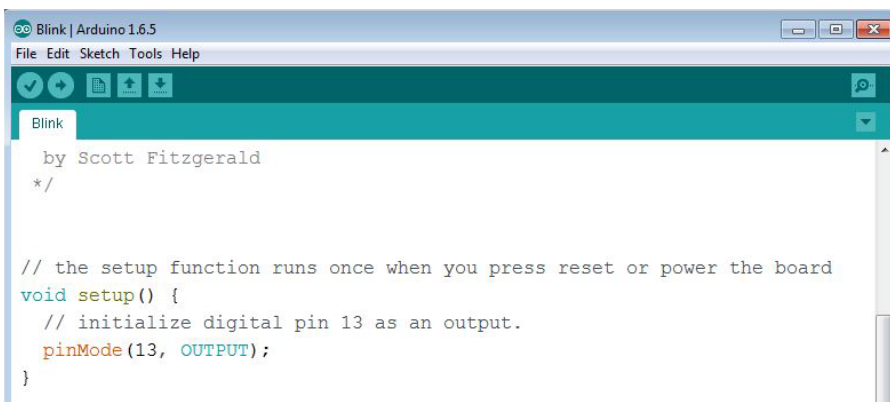 Blink | Arduino 1.6.5
File Edit Sketch Tools Help
Blink
by Scott Fitzgerald
*/
// the setup function runs once when you press reset or power the board
void setup() {
// initialize digital pin 13 as an output.
pinMode(13, OUTPUT);
}